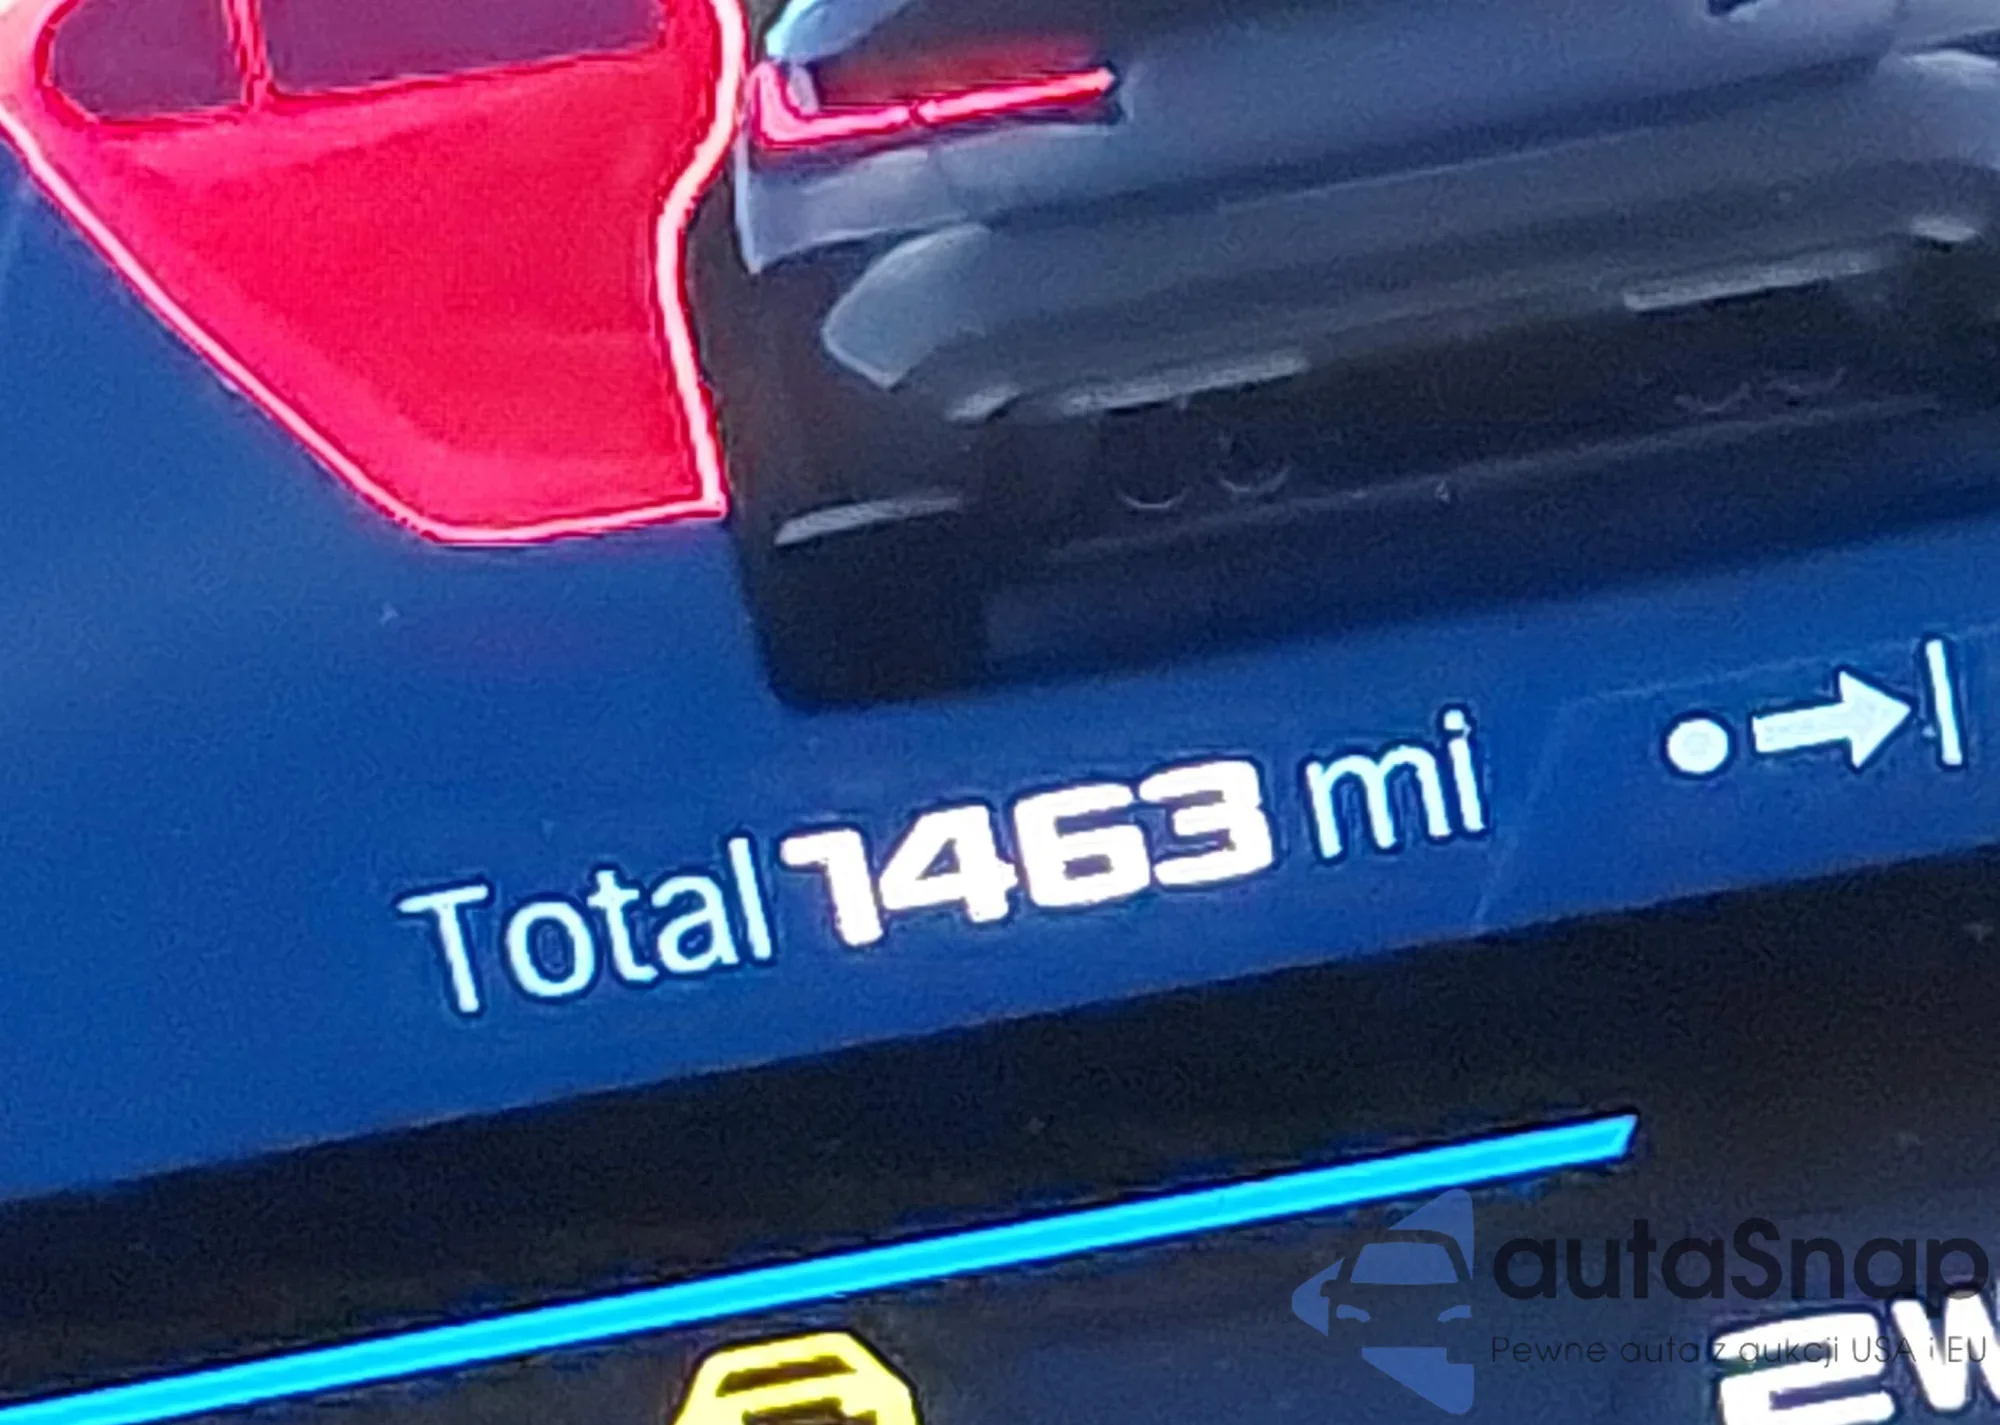 Total 1463 mi
autaSnap
Pewne auta z aukcji USA i EU